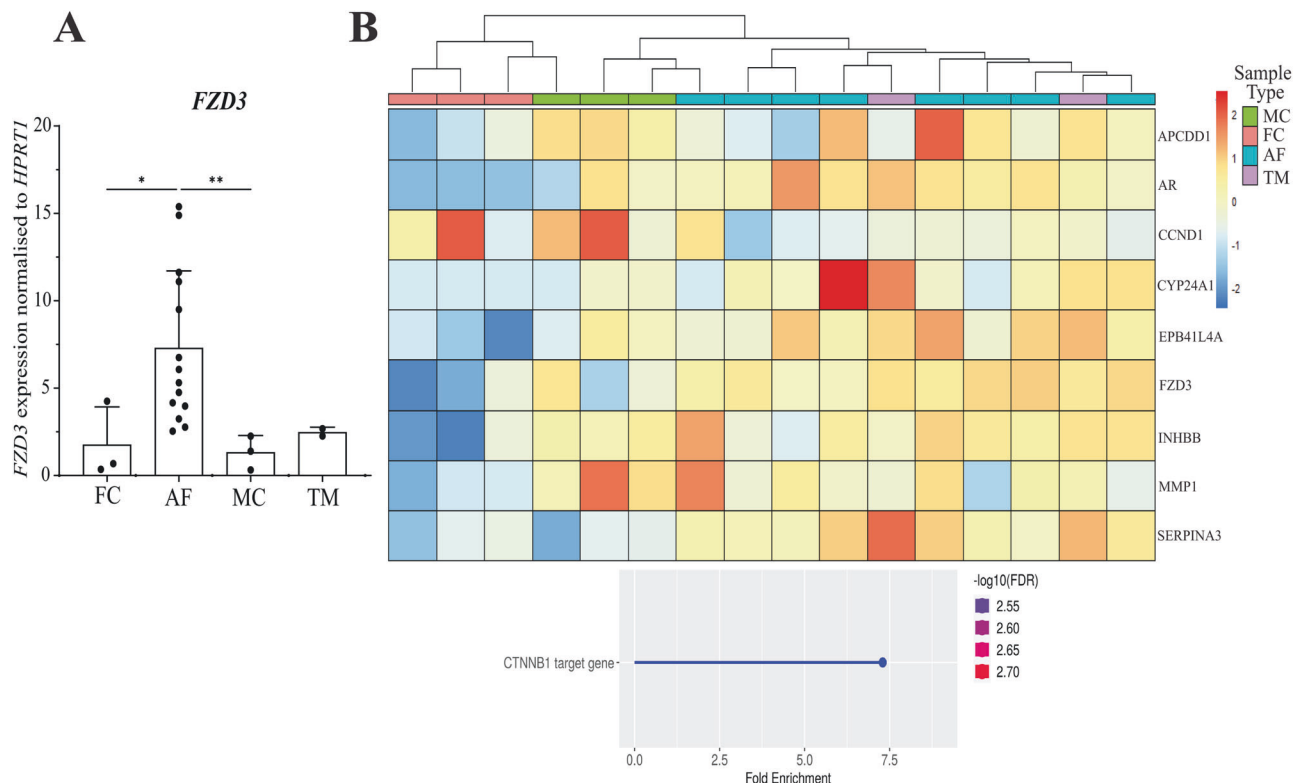 A
FZD3
FZD3 expression normalised to HPRT1
20
15
10
5
0
*
**
FC
AF
MC
TM
B
APCDD1
AR
CCND1
CYP24A1
EPB41L4A
FZD3
INHBB
MMP1
SERPINA3
2
1
0
-1
-2
Sample
Type
MC
FC
AF
TM
CTNNB1 target gene
0.0
2.5
5.0
7.5
Fold Enrichment
-log10(FDR)
2.55
2.60
2.65
2.70